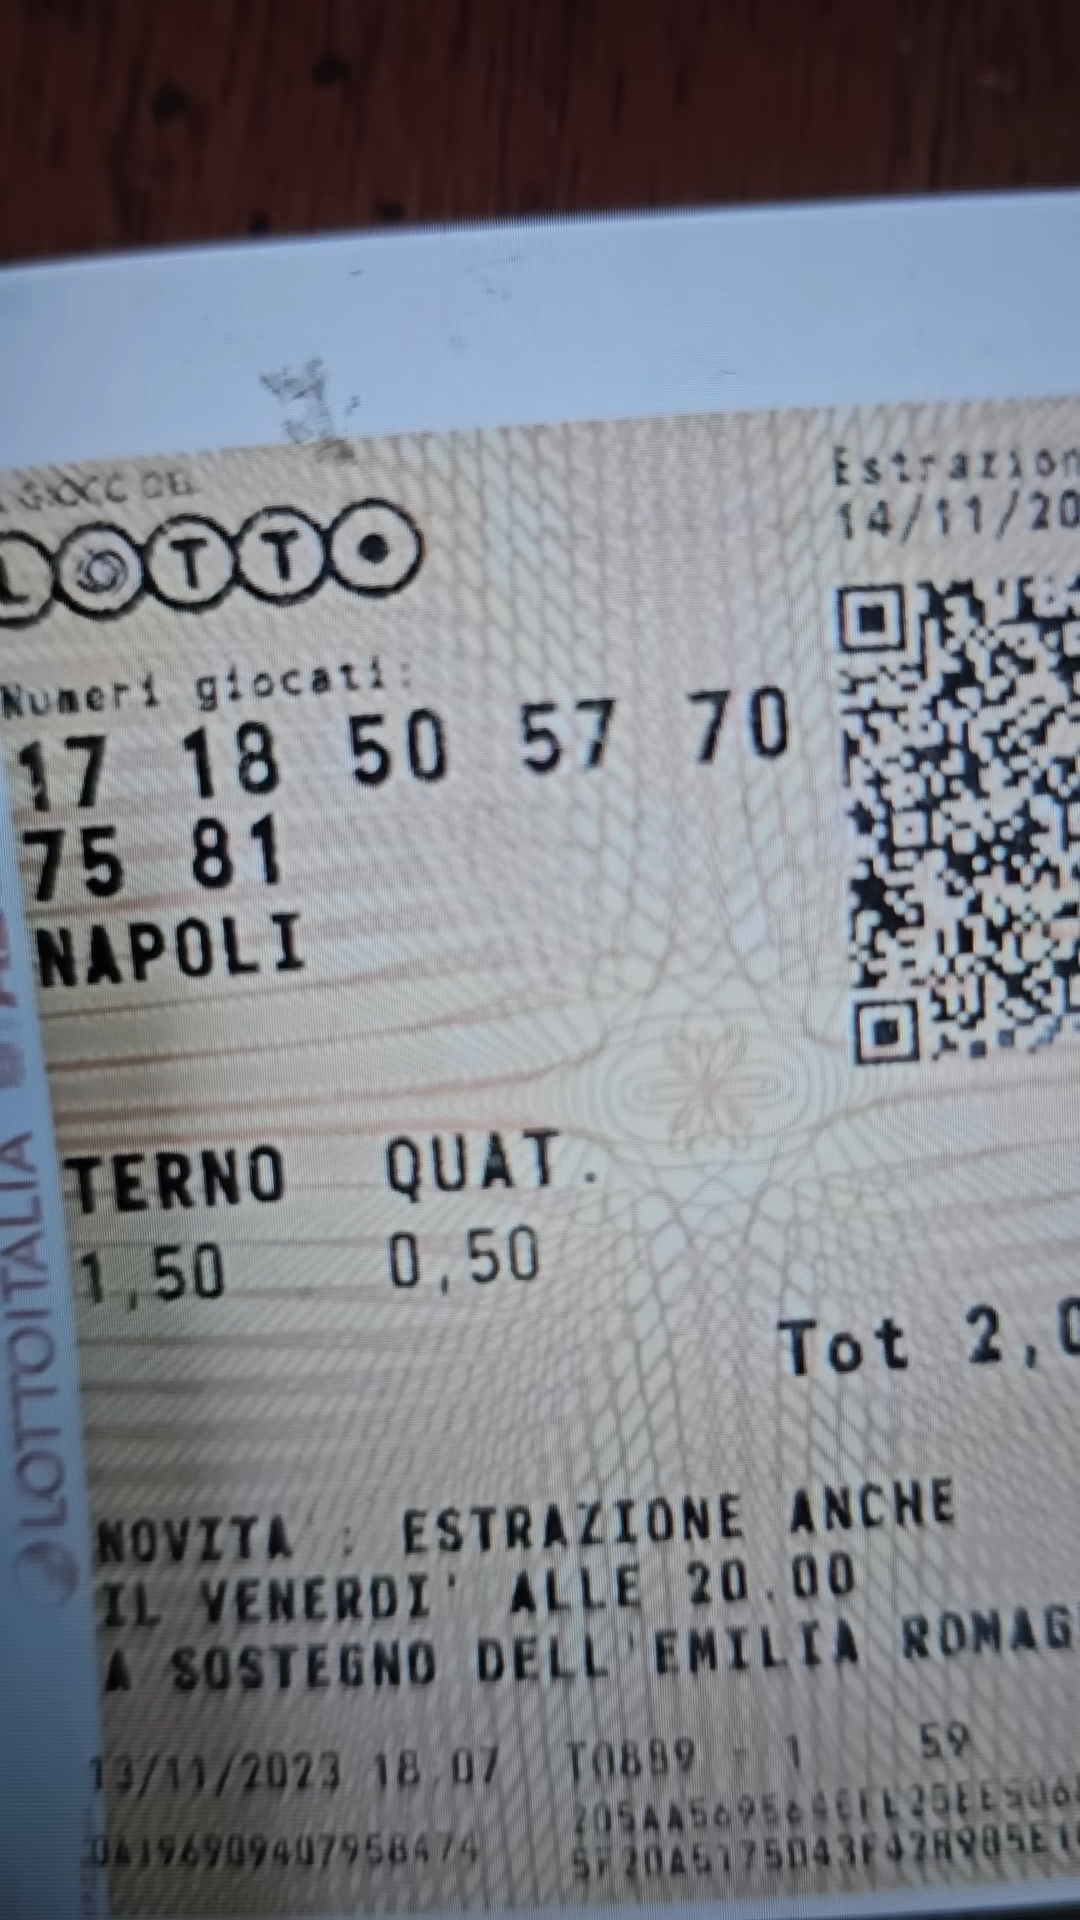 GIOCO DEL
LOTTO
Estrazion
14/11/20
Numeri giocati:
17 18 50 57 70
75 81
NAPOLI
TERNO QUAT.
1,50 0,50
Tot 2,0
NOVITA' : ESTRAZIONE ANCHE
IL VENERDI' ALLE 20.00
A SOSTEGNO DELL'EMILIA ROMAG
13/11/2023 18.07 T0889 - 1 59
LOTTOITALIA